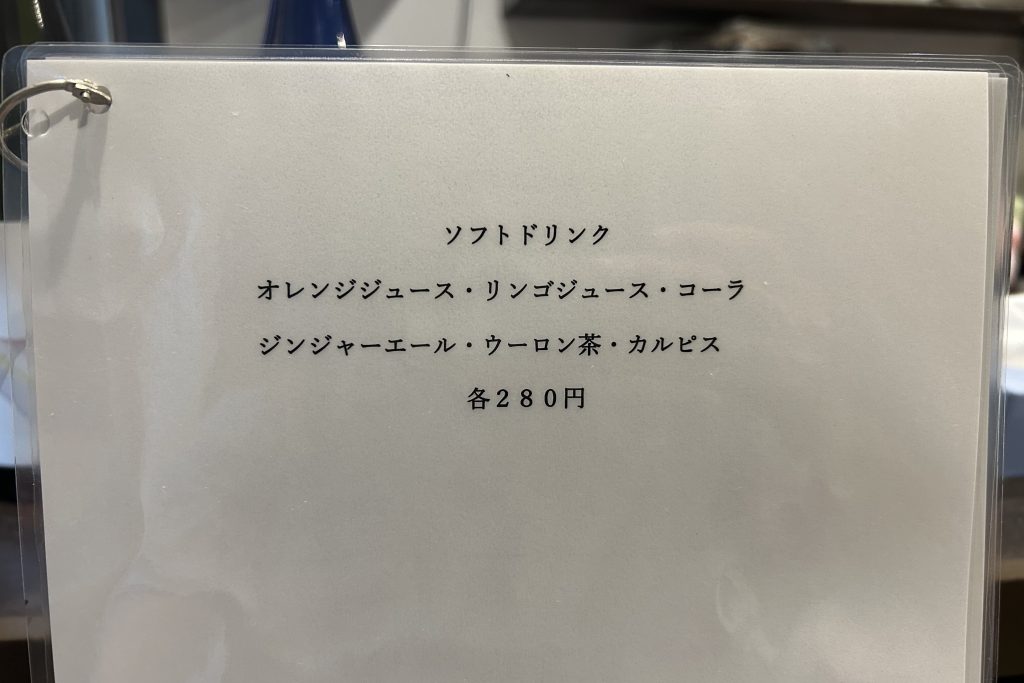 ソフトドリンク
オレンジジュース・リンゴジュース・コーラ
ジンジャーエール・ウーロン茶・カルピス
各２８０円